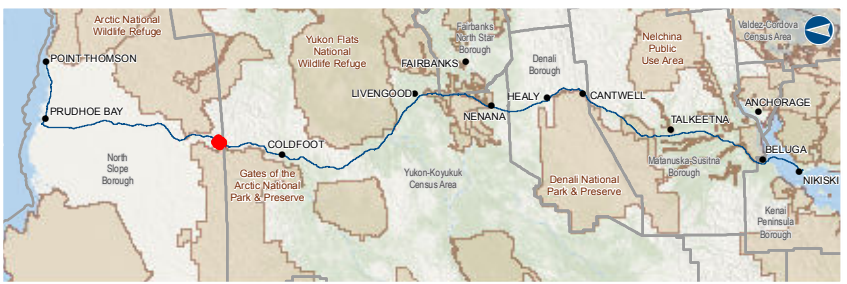 Arctic National
Wildlife Refuge
POINT THOMSON
PRUDHOE BAY
North
Slope
Borough
COLDFOOT
Gates of the
Arctic National
Park & Preserve
Yukon Flats
National
Wildlife Refuge
LIVENGOOD
FAIRBANKS
Fairbanks
North Star
Borough
NENANA
Yukon-Koyukuk
Census Area
HEALY
Denali
Borough
CANTWELL
Denali National
Park & Preserve
Nelchina
Public
Use Area
TALKEETNA
Matanuska-Susitna
Borough
Valdez-Cordova
Census Area
ANCHORAGE
BELUGA
NIKISKI
Kenai
Peninsula
Borough